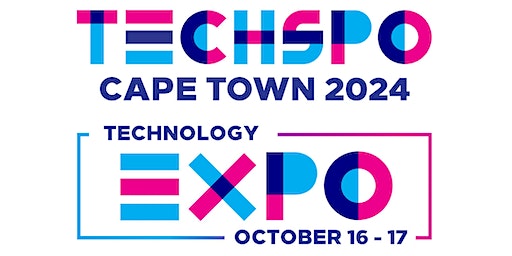 TECHSPO
CAPE TOWN 2024
TECHNOLOGY
EXPO
OCTOBER 16 - 17